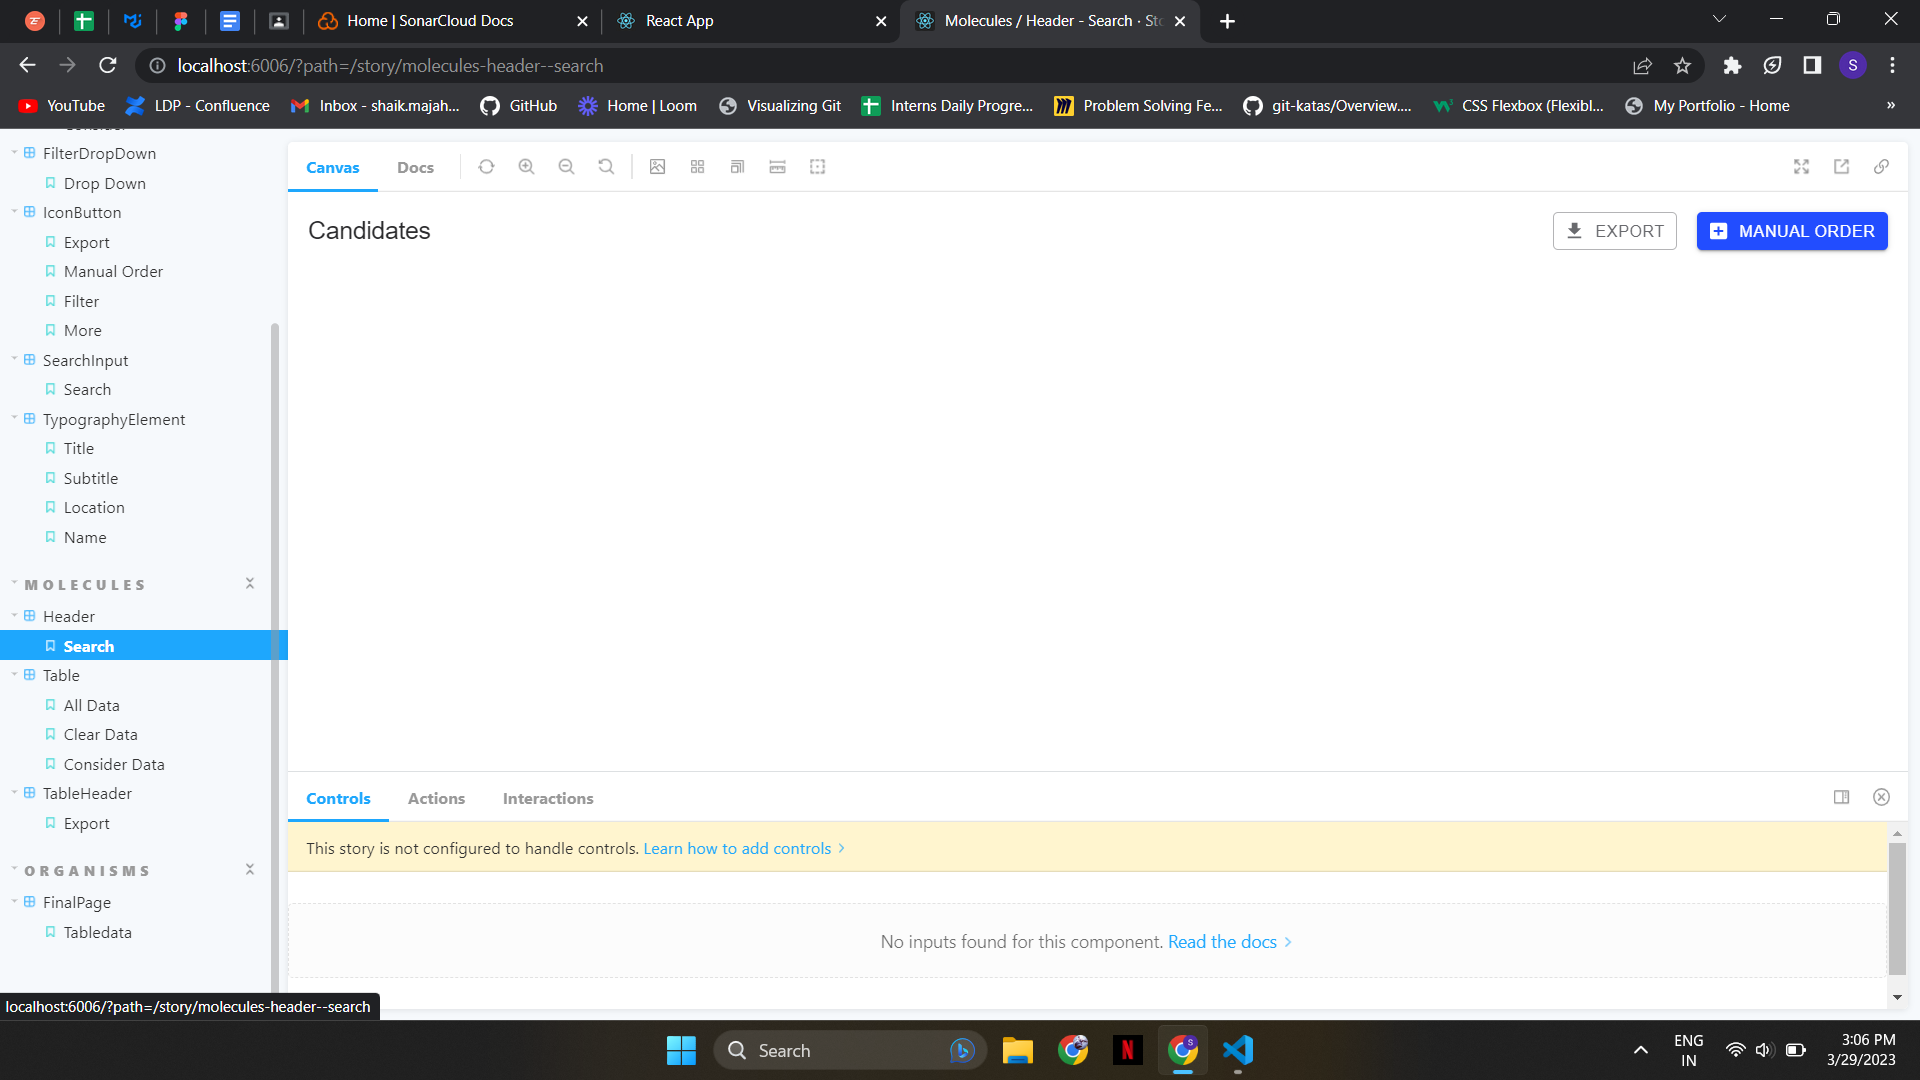 Home | SonarCloud Docs
React App
Molecules / Header - Search · Sto
localhost:6006/?path=/story/molecules-header--search
S
YouTube
LDP - Confluence
Inbox - shaik.majah...
GitHub
Home | Loom
Visualizing Git
Interns Daily Progre...
Problem Solving Fe...
git-katas/Overview....
CSS Flexbox (Flexibl...
My Portfolio - Home
»
FilterDropDown
Drop Down
IconButton
Export
Manual Order
Filter
More
SearchInput
Search
TypographyElement
Title
Subtitle
Location
Name
MOLECULES
Header
Search
Table
All Data
Clear Data
Consider Data
TableHeader
Export
ORGANISMS
FinalPage
Tabledata
localhost:6006/?path=/story/molecules-header--search
Canvas
Docs
Candidates
EXPORT
MANUAL ORDER
Controls
Actions
Interactions
This story is not configured to handle controls. Learn how to add controls
No inputs found for this component. Read the docs
Search
N
S
ENG
IN
3:06 PM
3/29/2023